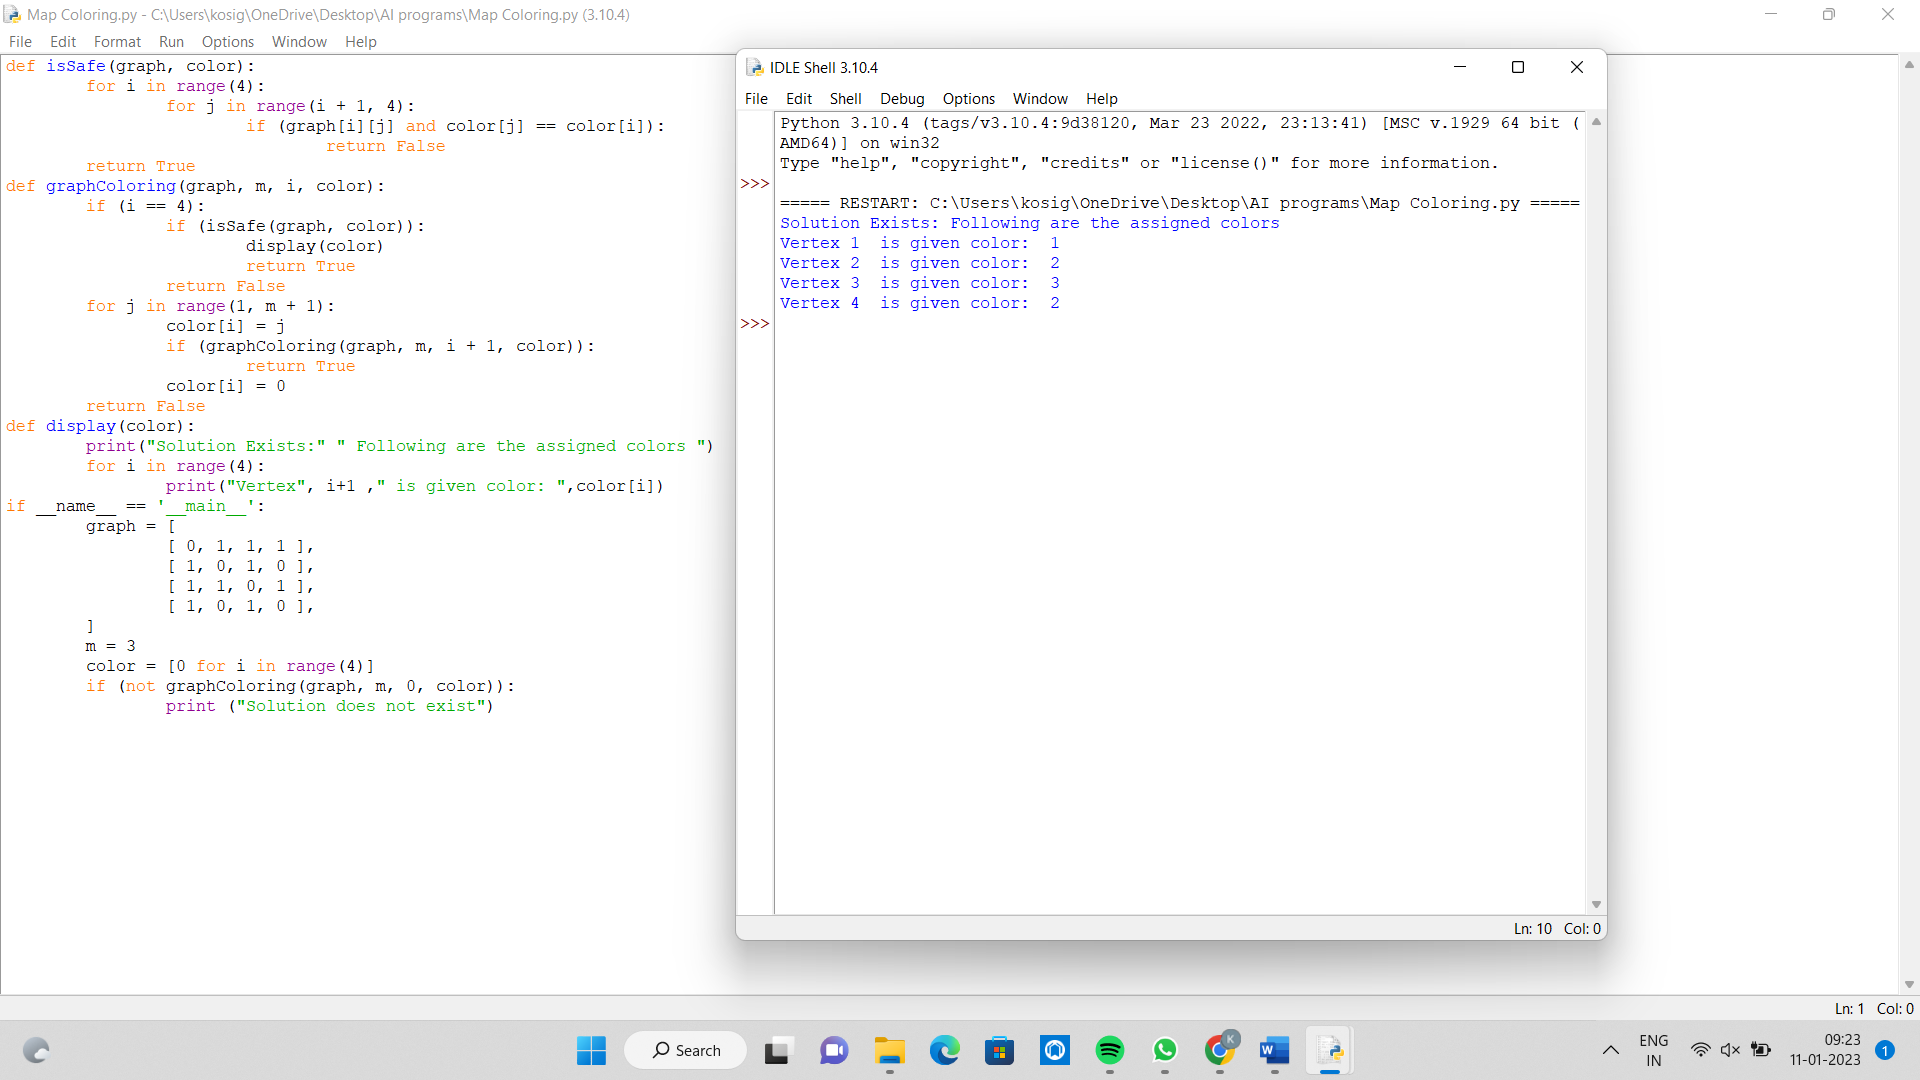 Map Coloring.py - C:\Users\kosig\OneDrive\Desktop\AI programs\Map Coloring.py (3.10.4)
File Edit Format Run Options Window Help
def isSafe(graph, color):
        for i in range(4):
                for j in range(i + 1, 4):
                        if (graph[i][j] and color[j] == color[i]):
                                return False
        return True
def graphColoring(graph, m, i, color):
        if (i == 4):
                if (isSafe(graph, color)):
                        display(color)
                        return True
                return False
        for j in range(1, m + 1):
                color[i] = j
                if (graphColoring(graph, m, i + 1, color)):
                        return True
                color[i] = 0
        return False
def display(color):
        print("Solution Exists:" " Following are the assigned colors ")
        for i in range(4):
                print("Vertex", i+1 ," is given color: ",color[i])
if __name__ == '__main__':
        graph = [
                [ 0, 1, 1, 1 ],
                [ 1, 0, 1, 0 ],
                [ 1, 1, 0, 1 ],
                [ 1, 0, 1, 0 ],
        ]
        m = 3
        color = [0 for i in range(4)]
        if (not graphColoring(graph, m, 0, color)):
                print ("Solution does not exist")
IDLE Shell 3.10.4
File Edit Shell Debug Options Window Help
Python 3.10.4 (tags/v3.10.4:9d38120, Mar 23 2022, 23:13:41) [MSC v.1929 64 bit (
AMD64)] on win32
Type "help", "copyright", "credits" or "license()" for more information.
>>>
===== RESTART: C:\Users\kosig\OneDrive\Desktop\AI programs\Map Coloring.py =====
Solution Exists: Following are the assigned colors
Vertex 1  is given color:  1
Vertex 2  is given color:  2
Vertex 3  is given color:  3
Vertex 4  is given color:  2
>>>
Ln: 10 Col: 0
Ln: 1 Col: 0
Search
K
W
ENG
IN
09:23
11-01-2023
1